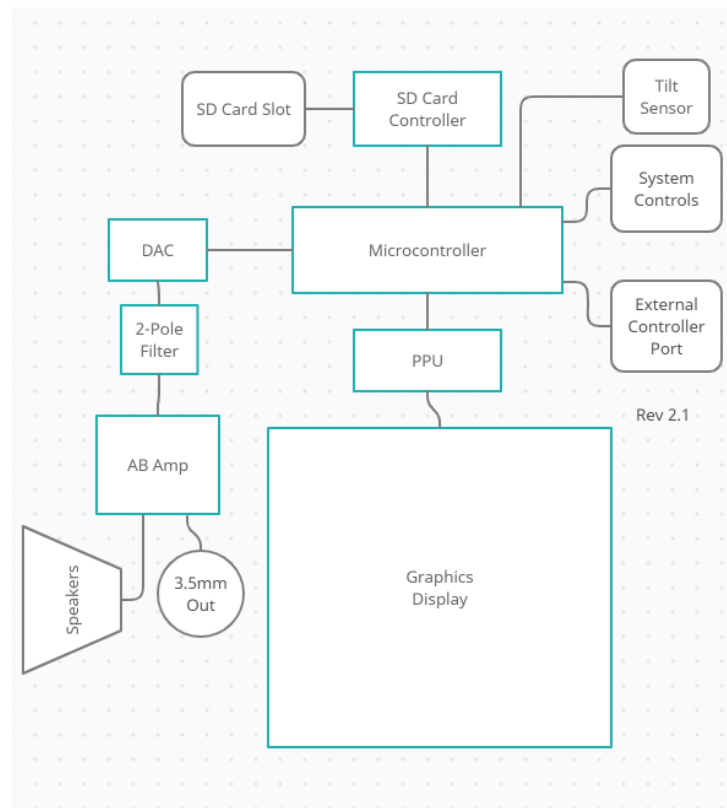 SD Card Slot
SD Card
Controller
Tilt
Sensor
System
Controls
DAC
Microcontroller
External
Controller
Port
2-Pole
Filter
PPU
Rev 2.1
AB Amp
Speakers
3.5mm
Out
Graphics
Display